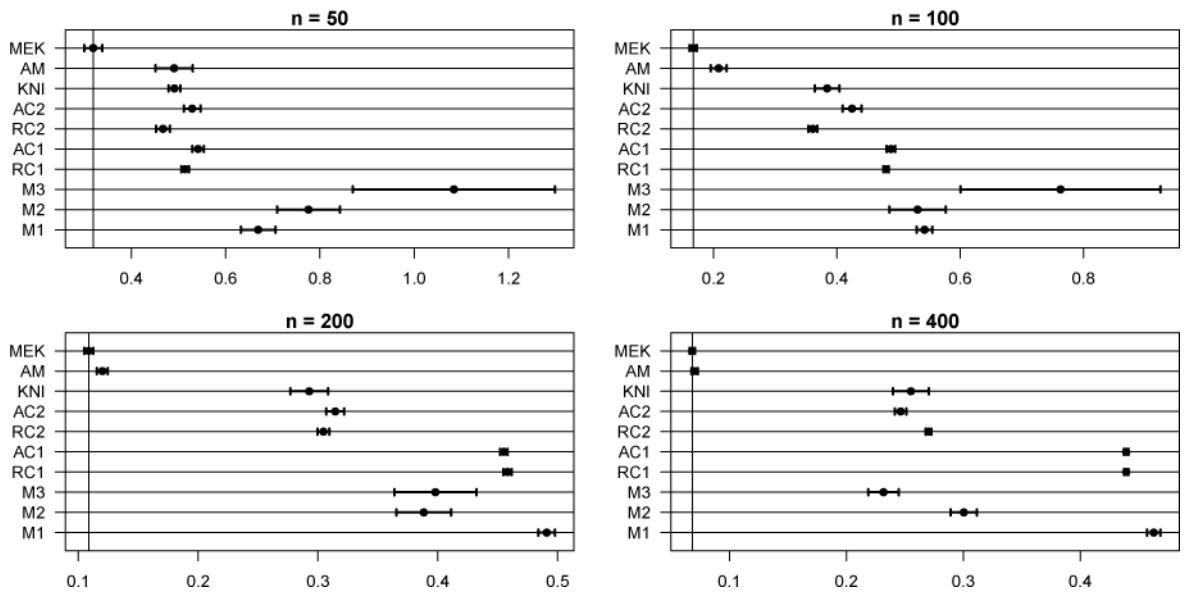 n = 50
MEK
AM
KNI
AC2
RC2
AC1
RC1
M3
M2
M1
0.4 0.6 0.8 1.0 1.2
n = 100
MEK
AM
KNI
AC2
RC2
AC1
RC1
M3
M2
M1
0.2 0.4 0.6 0.8
n = 200
MEK
AM
KNI
AC2
RC2
AC1
RC1
M3
M2
M1
0.1 0.2 0.3 0.4 0.5
n = 400
MEK
AM
KNI
AC2
RC2
AC1
RC1
M3
M2
M1
0.1 0.2 0.3 0.4